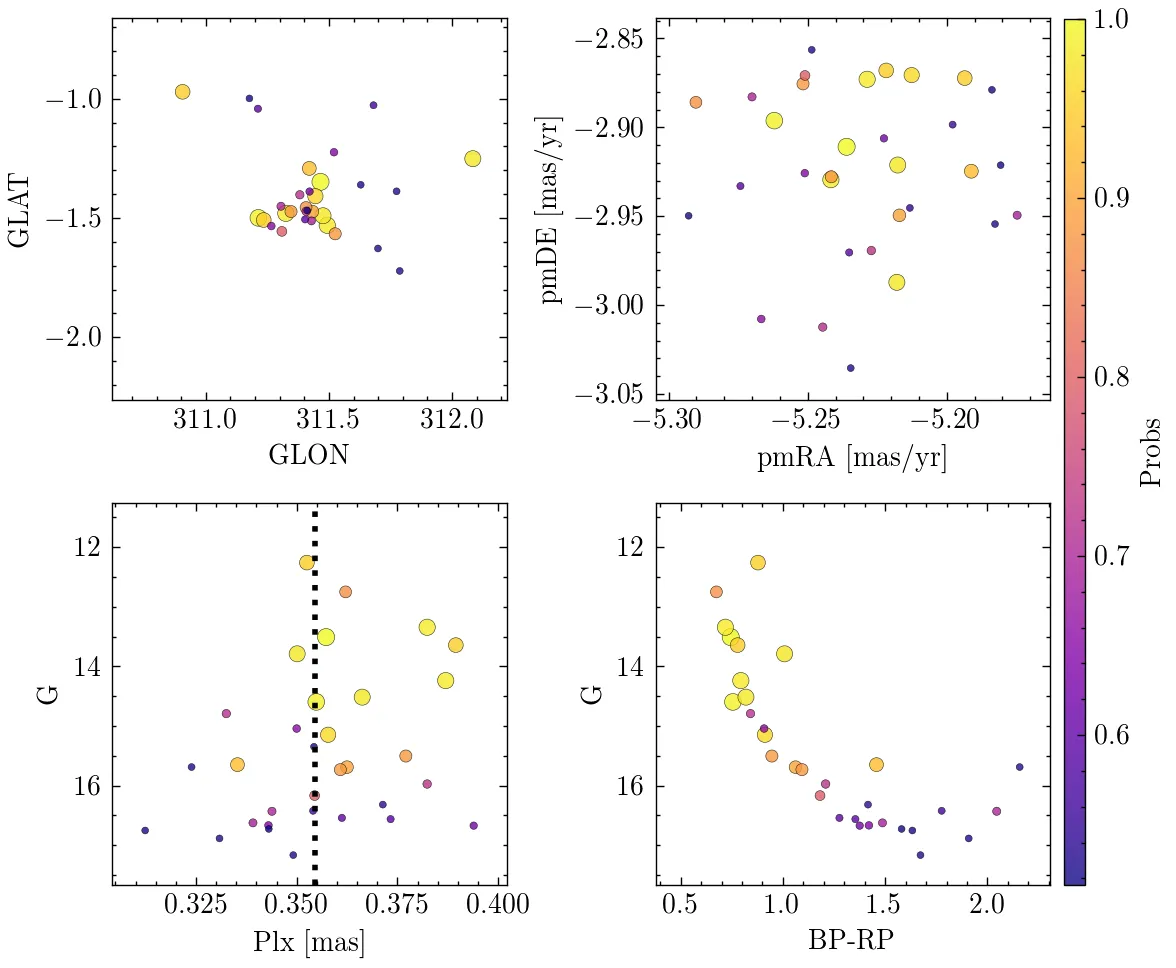 −1.0
−1.5
−2.0
GLAT
311.0 311.5 312.0
GLON
−2.85
−2.90
−2.95
−3.00
−3.05
pmDE [mas/yr]
−5.30 −5.25 −5.20
pmRA [mas/yr]
1.0
0.9
0.8
0.7
0.6
Probs
12
14
16
G
0.325 0.350 0.375 0.400
Plx [mas]
12
14
16
G
0.5 1.0 1.5 2.0
BP-RP